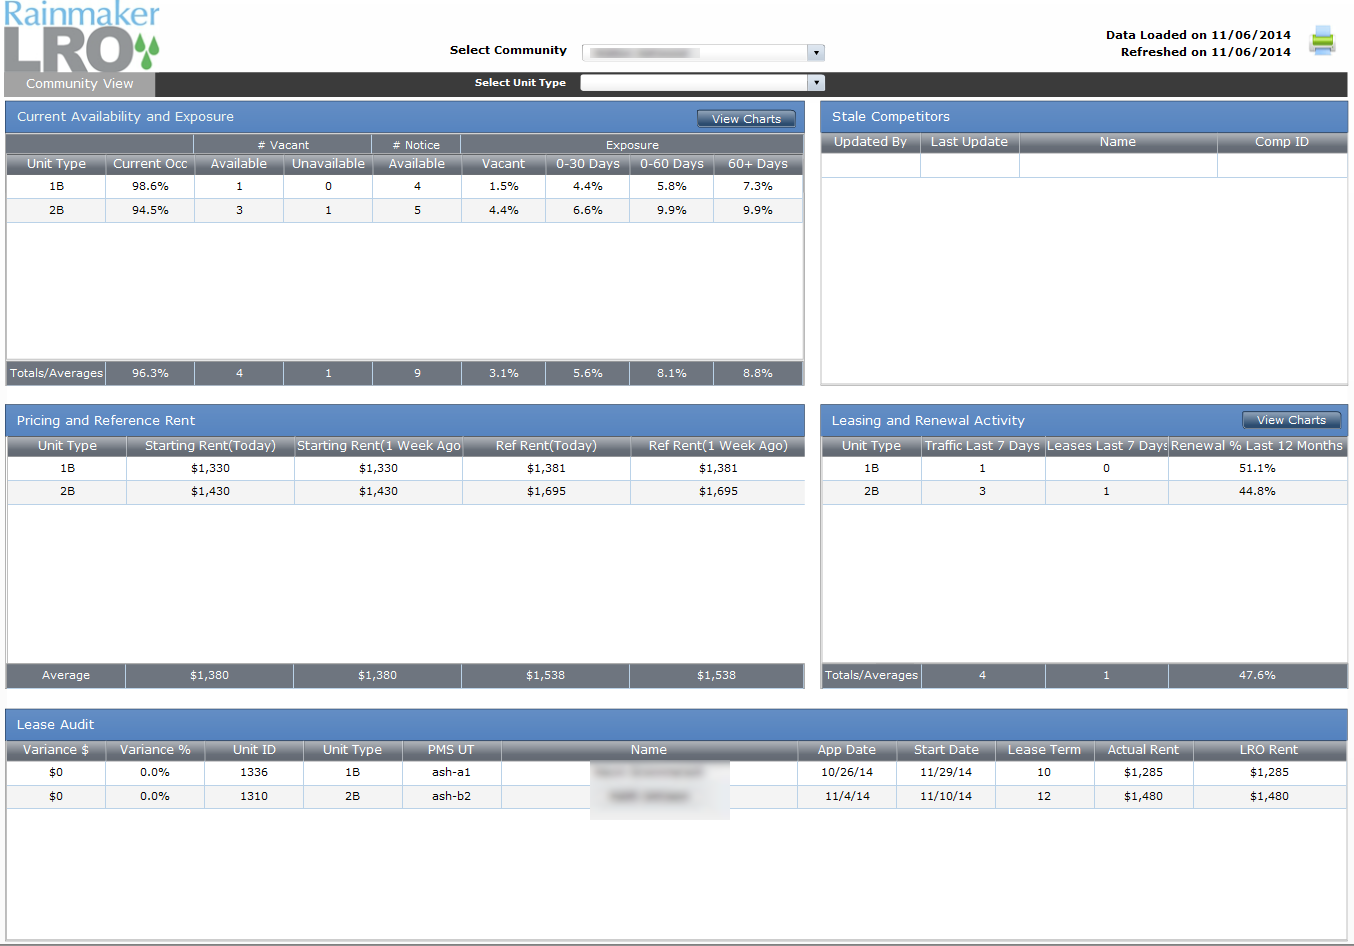 Rainmaker
LRO
Select Community
Data Loaded on 11/06/2014
Refreshed on 11/06/2014
Community View
Select Unit Type
Current Availability and Exposure
View Charts
# Vacant # Notice Exposure
Unit Type Current Occ Available Unavailable Available Vacant 0-30 Days 0-60 Days 60+ Days
1B 98.6% 1 0 4 1.5% 4.4% 5.8% 7.3%
2B 94.5% 3 1 5 4.4% 6.6% 9.9% 9.9%
Totals/Averages 96.3% 4 1 9 3.1% 5.6% 8.1% 8.8%
Stale Competitors
Updated By Last Update Name Comp ID
Pricing and Reference Rent
Unit Type Starting Rent(Today) Starting Rent(1 Week Ago Ref Rent(Today) Ref Rent(1 Week Ago)
1B $1,330 $1,330 $1,381 $1,381
2B $1,430 $1,430 $1,695 $1,695
Average $1,380 $1,380 $1,538 $1,538
Leasing and Renewal Activity
View Charts
Unit Type Traffic Last 7 Days Leases Last 7 Days Renewal % Last 12 Months
1B 1 0 51.1%
2B 3 1 44.8%
Totals/Averages 4 1 47.6%
Lease Audit
Variance $ Variance % Unit ID Unit Type PMS UT Name App Date Start Date Lease Term Actual Rent LRO Rent
$0 0.0% 1336 1B ash-a1 10/26/14 11/29/14 10 $1,285 $1,285
$0 0.0% 1310 2B ash-b2 11/4/14 11/10/14 12 $1,480 $1,480